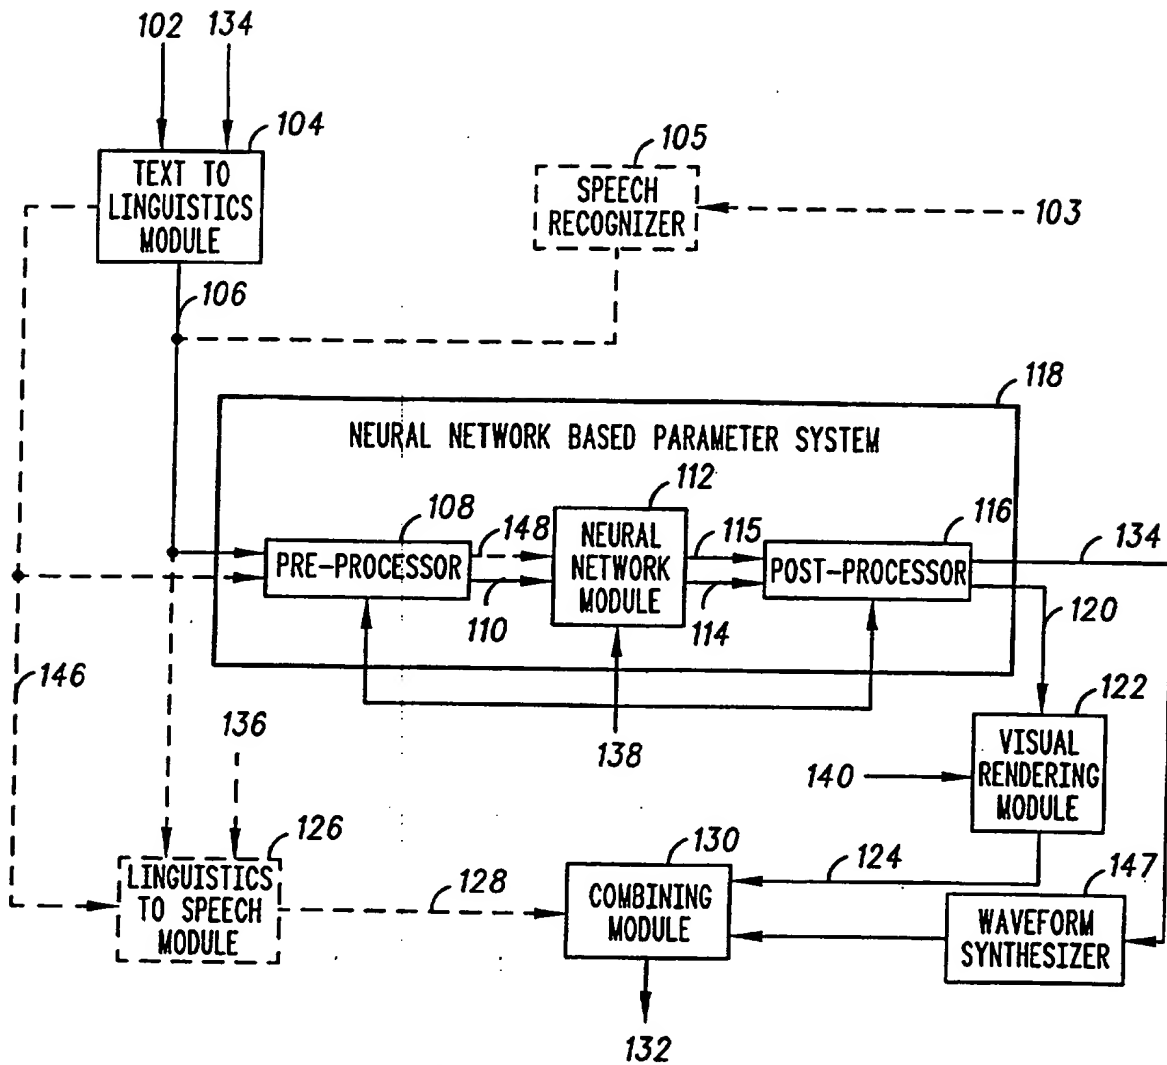 102 134
104
TEXT TO
LINGUISTICS
MODULE
105
SPEECH
RECOGNIZER
103
106
118
NEURAL NETWORK BASED PARAMETER SYSTEM
112
108
148
NEURAL
NETWORK
MODULE
115
116
134
PRE-PROCESSOR
POST-PROCESSOR
110
114
120
146
122
136
138
140
VISUAL
RENDERING
MODULE
126
130
124
147
LINGUISTICS
TO SPEECH
MODULE
128
COMBINING
MODULE
WAVEFORM
SYNTHESIZER
132